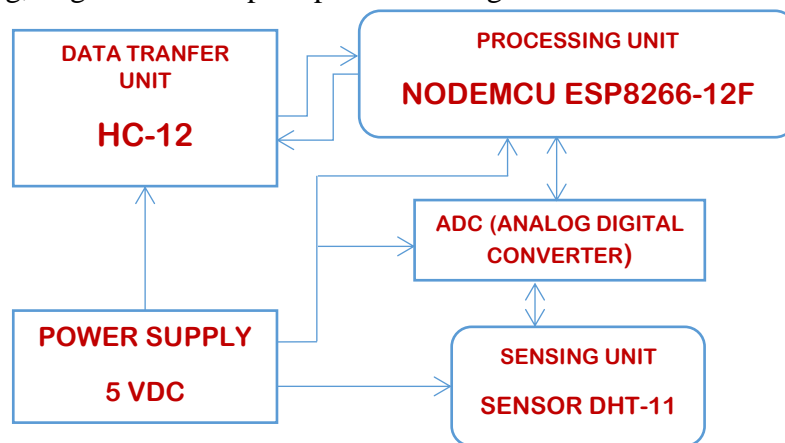 DATA TRANFER
UNIT
HC-12
PROCESSING UNIT
NODEMCU ESP8266-12F
ADC (ANALOG DIGITAL
CONVERTER)
POWER SUPPLY
5 VDC
SENSING UNIT
SENSOR DHT-11